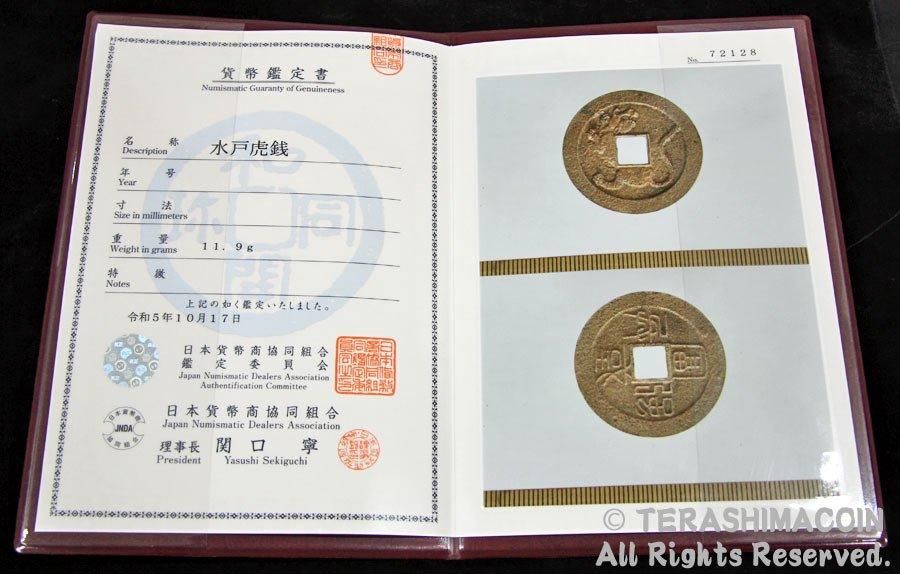 貨幣鑑定書
Numismatic Guaranty of Genuineness
名称
Description
水戸虎銭
年号
Year
寸法
Size in millimeters
重量
Weight in grams
11.9g
特徴
Notes
上記の如く鑑定いたしました。
令和5年10月17日
日本貨幣商協同組合
鑑定委員会
Japan Numismatic Dealers Association
Authentification Committee
日本貨幣商協同組合
Japan Numismatic Dealers Association
JNDA
理事長 関口 寧
President Yasushi Sekiguchi
No. 72128
© TERASHIMACOIN
All Rights Reserved.